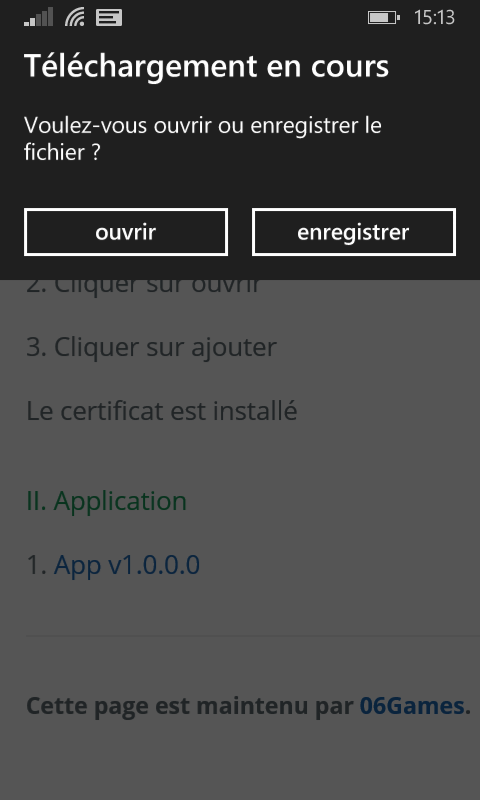 15:13
Téléchargement en cours
Voulez-vous ouvrir ou enregistrer le
fichier ?
ouvrir
enregistrer
2. Cliquer sur ouvrir
3. Cliquer sur ajouter
Le certificat est installé
II. Application
1. App v1.0.0.0
Cette page est maintenu par 06Games.